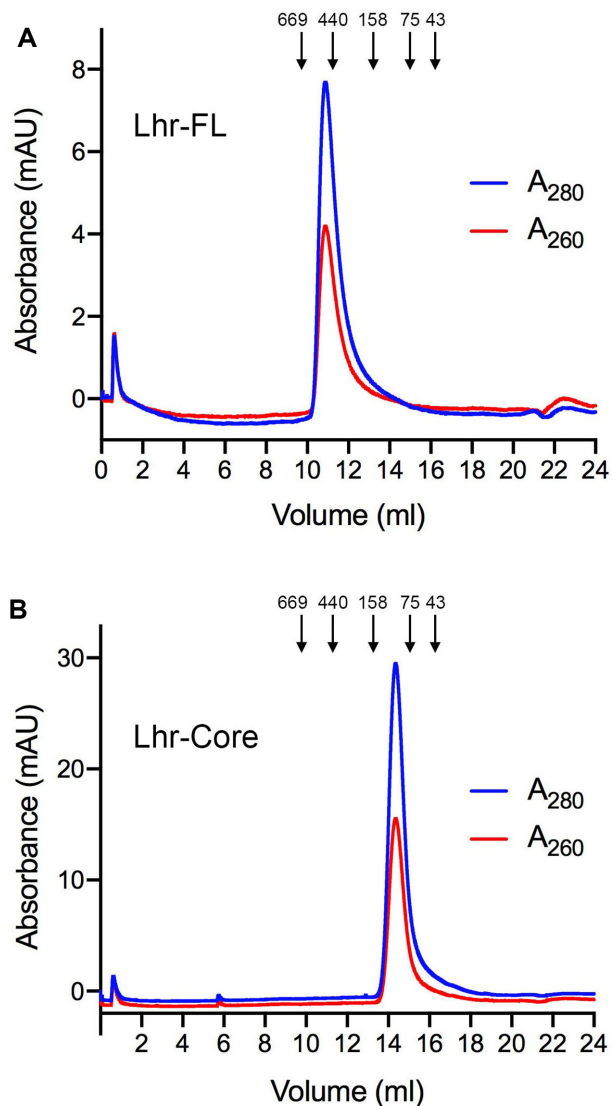 A
669 440 158 75 43
8
6
4
2
0
Absorbance (mAU)
Lhr-FL
A280
A260
0 2 4 6 8 10 12 14 16 18 20 22 24
Volume (ml)
B
669 440 158 75 43
30
20
10
0
Absorbance (mAU)
Lhr-Core
A280
A260
2 4 6 8 10 12 14 16 18 20 22 24
Volume (ml)